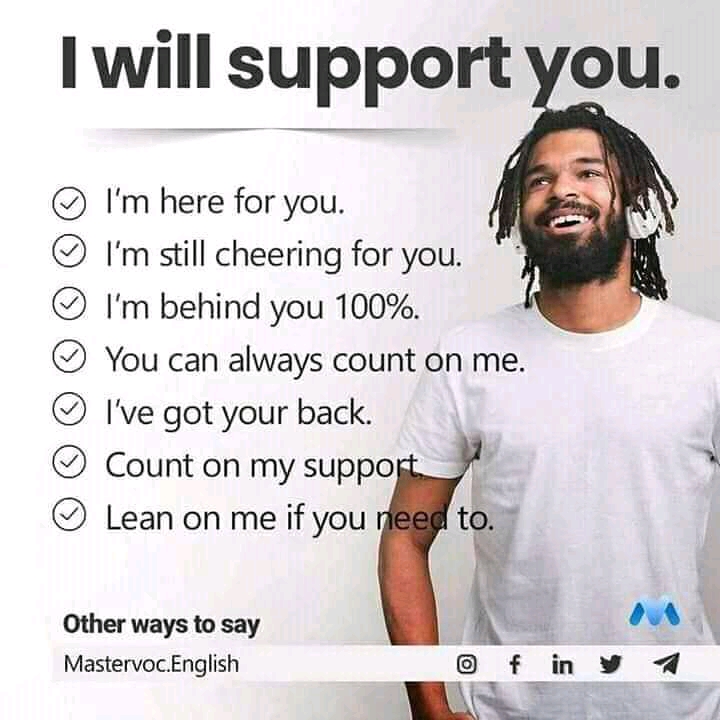 I will support you.
I'm here for you.
I'm still cheering for you.
I'm behind you 100%.
You can always count on me.
I've got your back.
Count on my support.
Lean on me if you need to.
Other ways to say
Mastervoc.English